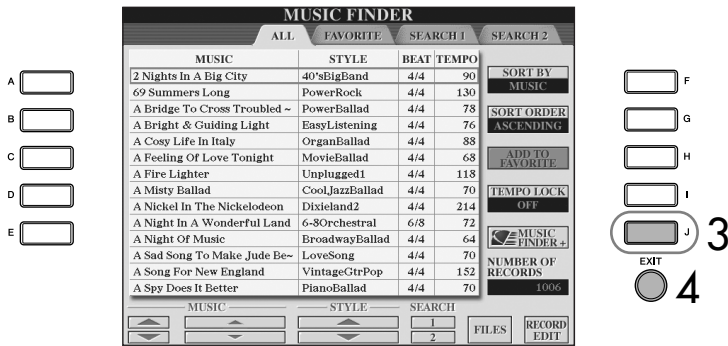 MUSIC FINDER
ALL FAVORITE SEARCH 1 SEARCH 2
MUSIC STYLE BEAT TEMPO
2 Nights In A Big City 40'sBigBand 4/4 90
69 Summers Long PowerRock 4/4 130
A Bridge To Cross Troubled ~ PowerBallad 4/4 78
A Bright & Guiding Light EasyListening 4/4 76
A Cosy Life In Italy OrganBallad 4/4 88
A Feeling Of Love Tonight MovieBallad 4/4 68
A Fire Lighter Unplugged1 4/4 118
A Misty Ballad CoolJazzBallad 4/4 70
A Nickel In The Nickelodeon Dixieland2 4/4 214
A Night In A Wonderful Land 6-8Orchestral 6/8 72
A Night Of Music BroadwayBallad 4/4 64
A Sad Song To Make Jude Be~ LoveSong 4/4 70
A Song For New England VintageGtrPop 4/4 152
A Spy Does It Better PianoBallad 4/4 70
SORT BY
MUSIC
SORT ORDER
ASCENDING
ADD TO
FAVORITE
TEMPO LOCK
OFF
MUSIC
FINDER +
NUMBER OF
RECORDS
1006
MUSIC STYLE SEARCH
1
2
FILES
RECORD
EDIT
A
B
C
D
E
F
G
H
I
J
3
EXIT
4